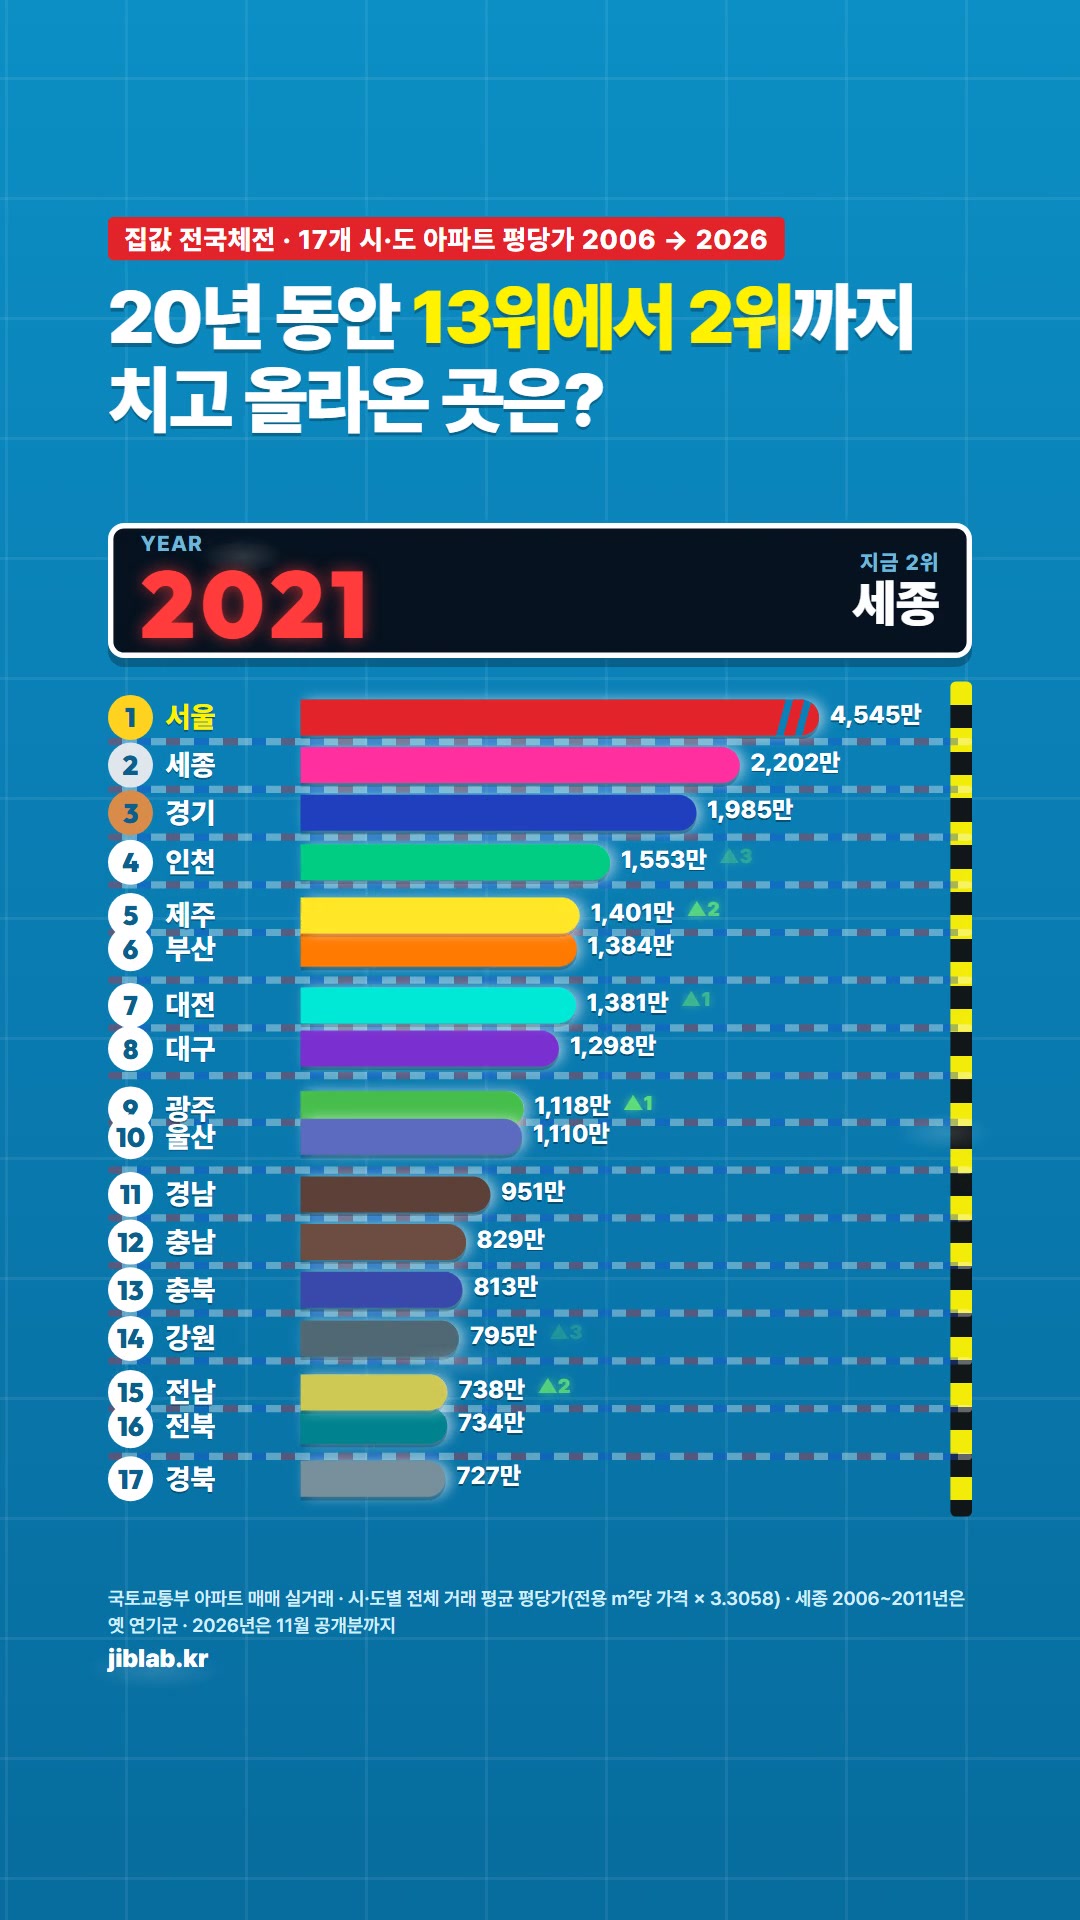 집값 전국체전 · 17개 시·도 아파트 평당가 2006 → 2026
20년 동안 13위에서 2위까지
치고 올라온 곳은?
YEAR
2021
지금 2위
세종
1 서울 4,545만
2 세종 2,202만
3 경기 1,985만
4 인천 1,553만 ▲3
5 제주 1,401만 ▲2
6 부산 1,384만
7 대전 1,381만 ▲1
8 대구 1,298만
9 광주 1,118만 ▲1
10 울산 1,110만
11 경남 951만
12 충남 829만
13 충북 813만
14 강원 795만 ▲3
15 전남 738만 ▲2
16 전북 734만
17 경북 727만
국토교통부 아파트 매매 실거래 · 시·도별 전체 거래 평균 평당가(전용 m²당 가격 × 3.3058) · 세종 2006~2011년은
옛 연기군 · 2026년은 11월 공개분까지
jiblab.kr